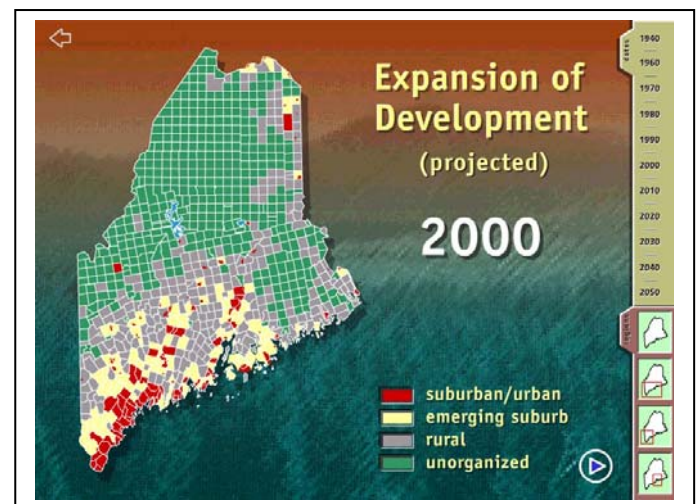 Expansion of
Development
(projected)
2000
suburban/urban
emerging suburb
rural
unorganized
dates
1940
1960
1970
1980
1990
2000
2010
2020
2030
2040
2050